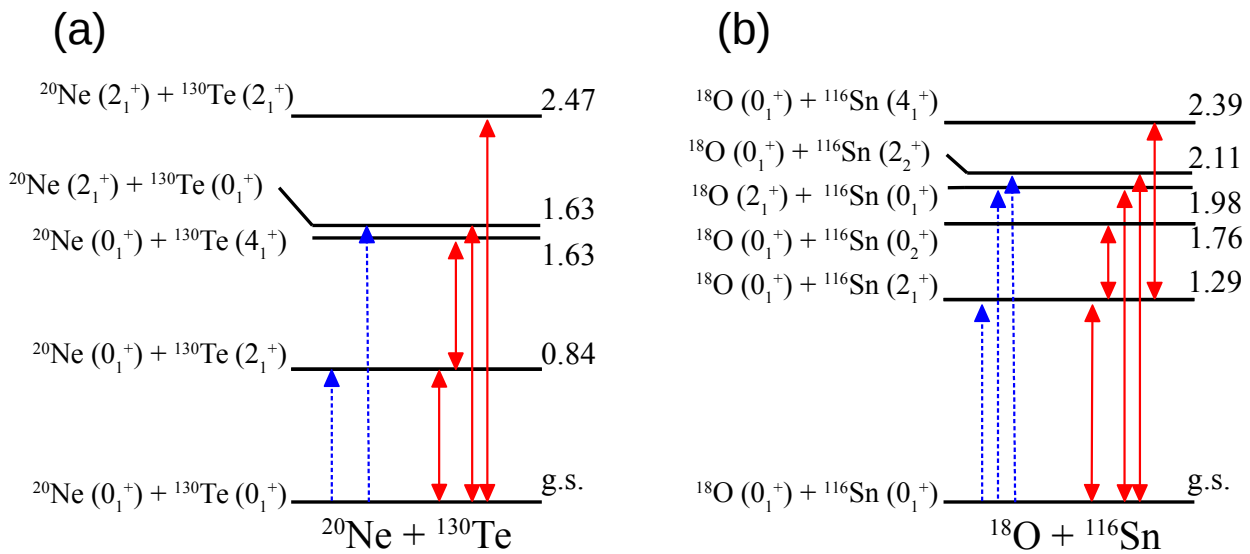 (a)
²⁰Ne (2₁⁺) + ¹³⁰Te (2₁⁺) 2.47
²⁰Ne (2₁⁺) + ¹³⁰Te (0₁⁺) 1.63
²⁰Ne (0₁⁺) + ¹³⁰Te (4₁⁺) 1.63
²⁰Ne (0₁⁺) + ¹³⁰Te (2₁⁺) 0.84
²⁰Ne (0₁⁺) + ¹³⁰Te (0₁⁺) g.s.
²⁰Ne + ¹³⁰Te
(b)
¹⁸O (0₁⁺) + ¹¹⁶Sn (4₁⁺) 2.39
¹⁸O (0₁⁺) + ¹¹⁶Sn (2₂⁺) 2.11
¹⁸O (2₁⁺) + ¹¹⁶Sn (0₁⁺) 1.98
¹⁸O (0₁⁺) + ¹¹⁶Sn (0₂⁺) 1.76
¹⁸O (0₁⁺) + ¹¹⁶Sn (2₁⁺) 1.29
¹⁸O (0₁⁺) + ¹¹⁶Sn (0₁⁺) g.s.
¹⁸O + ¹¹⁶Sn